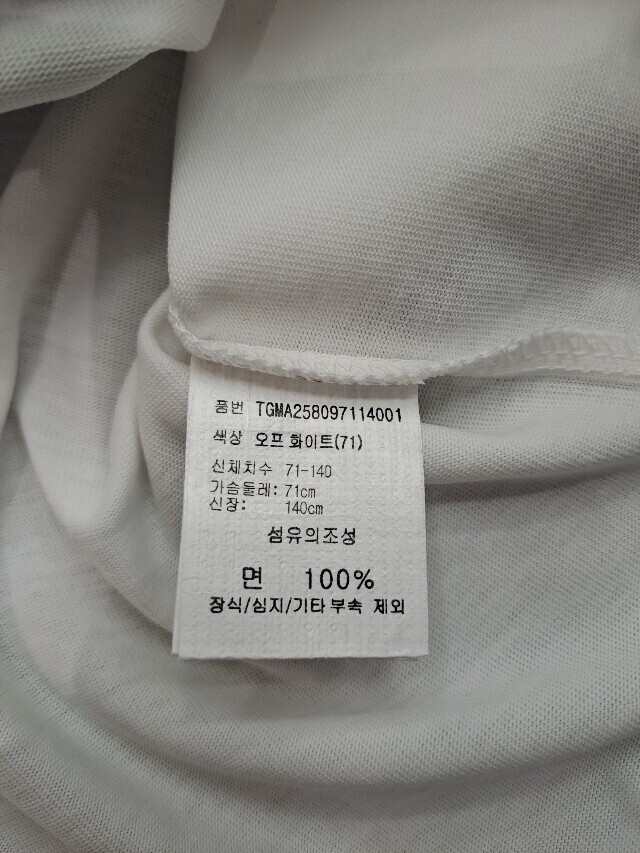 품번 TGMA258097114001
색상 오프 화이트(71)
신체치수 71-140
가슴둘레: 71cm
신장: 140cm
섬유의조성
면 100%
장식/심지/기타 부속 제외